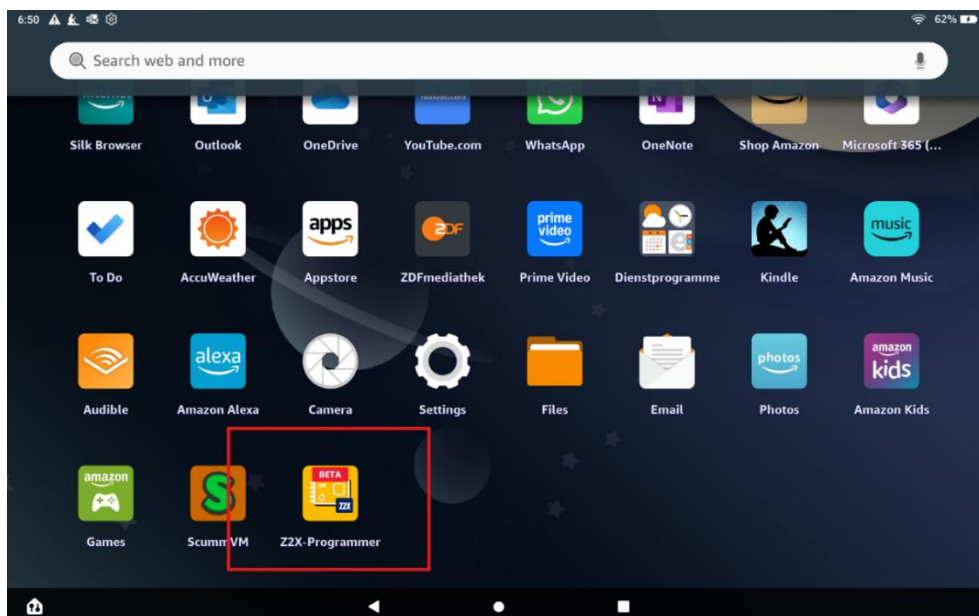 6:50
62%
Search web and more
Silk Browser
Outlook
OneDrive
YouTube.com
WhatsApp
OneNote
Shop Amazon
Microsoft 365 (...
apps
ZDF
prime
video
music
To Do
AccuWeather
Appstore
ZDFmediathek
Prime Video
Dienstprogramme
Kindle
Amazon Music
alexa
photos
amazon
kids
Audible
Amazon Alexa
Camera
Settings
Files
Email
Photos
Amazon Kids
amazon
S
BETA
Z2X
Games
ScummVM
Z2X-Programmer